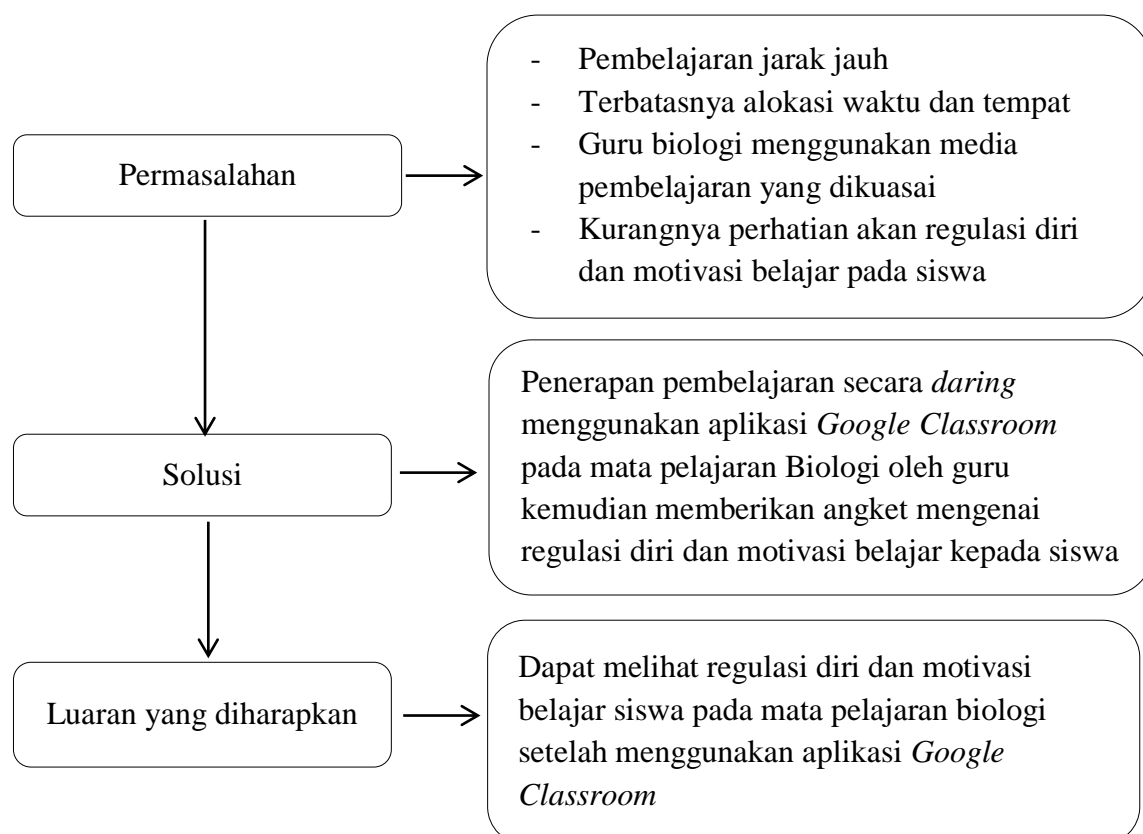 Permasalahan
- Pembelajaran jarak jauh
- Terbatasnya alokasi waktu dan tempat
- Guru biologi menggunakan media
pembelajaran yang dikuasai
- Kurangnya perhatian akan regulasi diri
dan motivasi belajar pada siswa
Solusi
Penerapan pembelajaran secara daring
menggunakan aplikasi Google Classroom
pada mata pelajaran Biologi oleh guru
kemudian memberikan angket mengenai
regulasi diri dan motivasi belajar kepada siswa
Luaran yang diharapkan
Dapat melihat regulasi diri dan motivasi
belajar siswa pada mata pelajaran biologi
setelah menggunakan aplikasi Google
Classroom